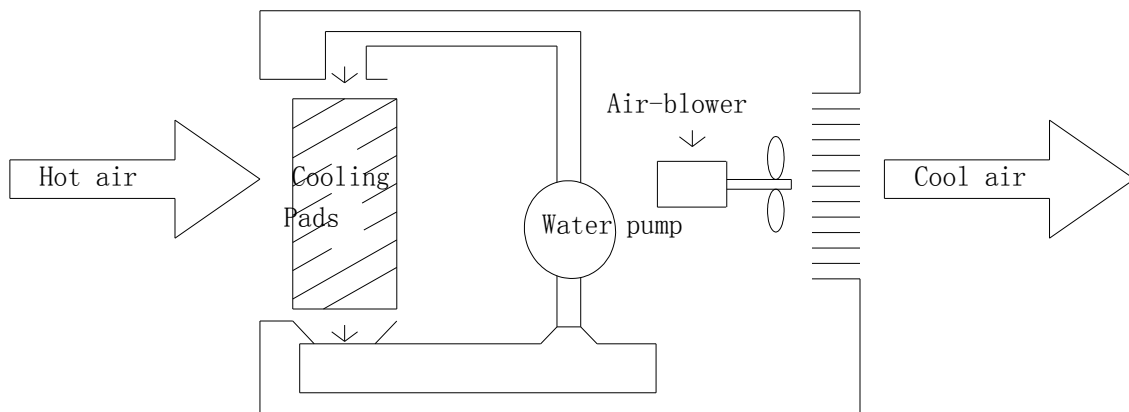 Air-blower
Hot air
Cooling
Pads
Water pump
Cool air